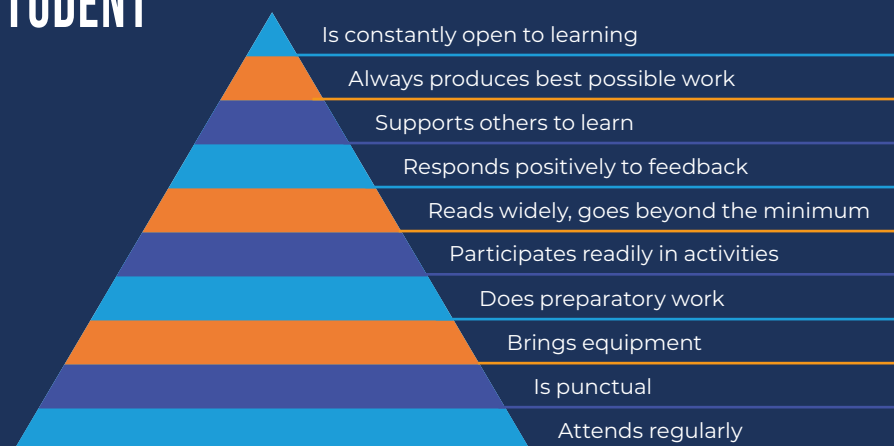 TUDENT
Is constantly open to learning
Always produces best possible work
Supports others to learn
Responds positively to feedback
Reads widely, goes beyond the minimum
Participates readily in activities
Does preparatory work
Brings equipment
Is punctual
Attends regularly